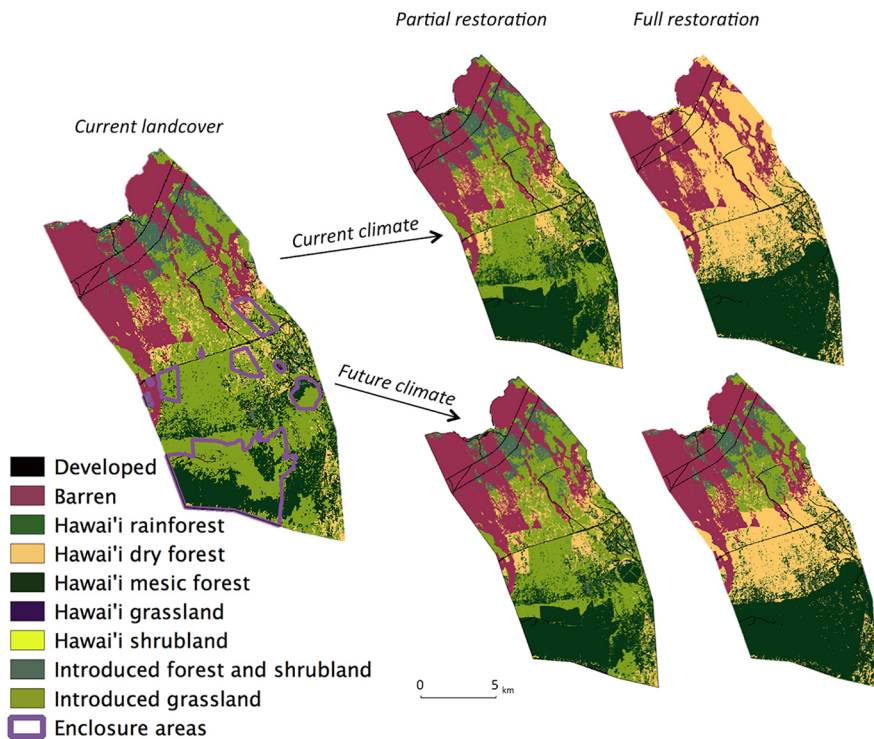 Partial restoration
Full restoration
Current landcover
Current climate
Future climate
Developed
Barren
Hawai'i rainforest
Hawai'i dry forest
Hawai'i mesic forest
Hawai'i grassland
Hawai'i shrubland
Introduced forest and shrubland
Introduced grassland
Enclosure areas
0 5 km